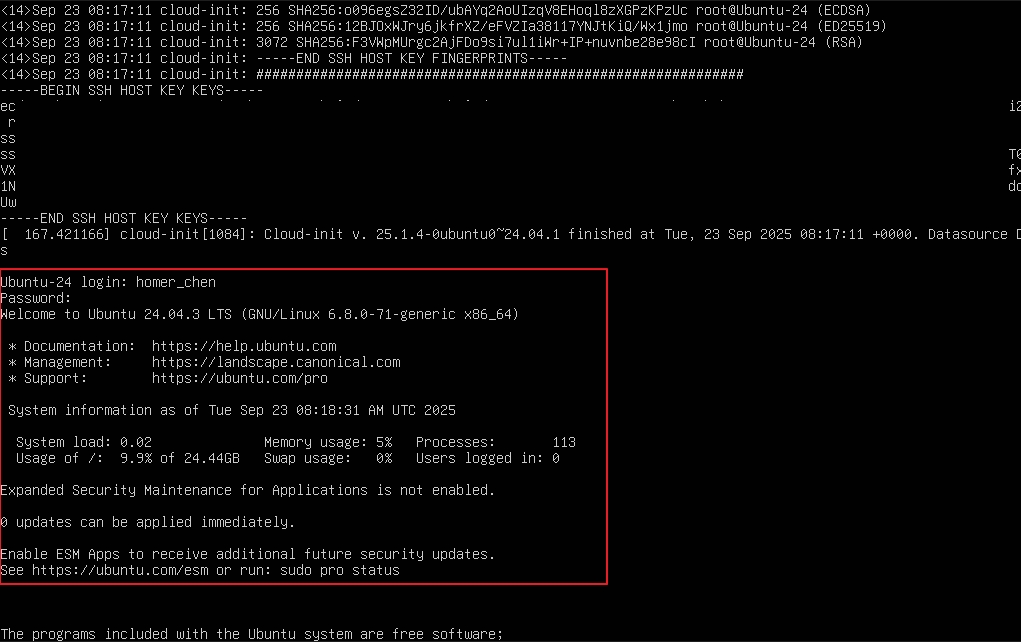 <14>Sep 23 08:17:11 cloud-init: 256 SHA256:o096egsZ32ID/ubAYq2AoUIzqV8EHoql8zXGPzKPzUc root@Ubuntu-24 (ECDSA)
<14>Sep 23 08:17:11 cloud-init: 256 SHA256:12BJOxWJRy6jkfrXZ/eFVZIa38117YNJtKiQ/Wx1jmo root@Ubuntu-24 (ED25519)
<14>Sep 23 08:17:11 cloud-init: 3072 SHA256:F3VWpMUrgc2AjFDo9si7ul1iWr+IP+nuvnbe28e98cI root@Ubuntu-24 (RSA)
<14>Sep 23 08:17:11 cloud-init: -----END SSH HOST KEY FINGERPRINTS-----
<14>Sep 23 08:17:11 cloud-init: #############################################################
-----BEGIN SSH HOST KEY KEYS-----
ec i2
r
ss
ss T0
VX fx
1N do
Uw
-----END SSH HOST KEY KEYS-----
[  167.421166] cloud-init[1084]: Cloud-init v. 25.1.4-0ubuntu0~24.04.1 finished at Tue, 23 Sep 2025 08:17:11 +0000. Datasource D
s
Ubuntu-24 login: homer_chen
Password:
Welcome to Ubuntu 24.04.3 LTS (GNU/Linux 6.8.0-71-generic x86_64)
* Documentation:  https://help.ubuntu.com
* Management:     https://landscape.canonical.com
* Support:        https://ubuntu.com/pro
System information as of Tue Sep 23 08:18:31 AM UTC 2025
System load: 0.02              Memory usage: 5%   Processes:       113
Usage of /:  9.9% of 24.44GB   Swap usage:   0%   Users logged in: 0
Expanded Security Maintenance for Applications is not enabled.
0 updates can be applied immediately.
Enable ESM Apps to receive additional future security updates.
See https://ubuntu.com/esm or run: sudo pro status
The programs included with the Ubuntu system are free software;